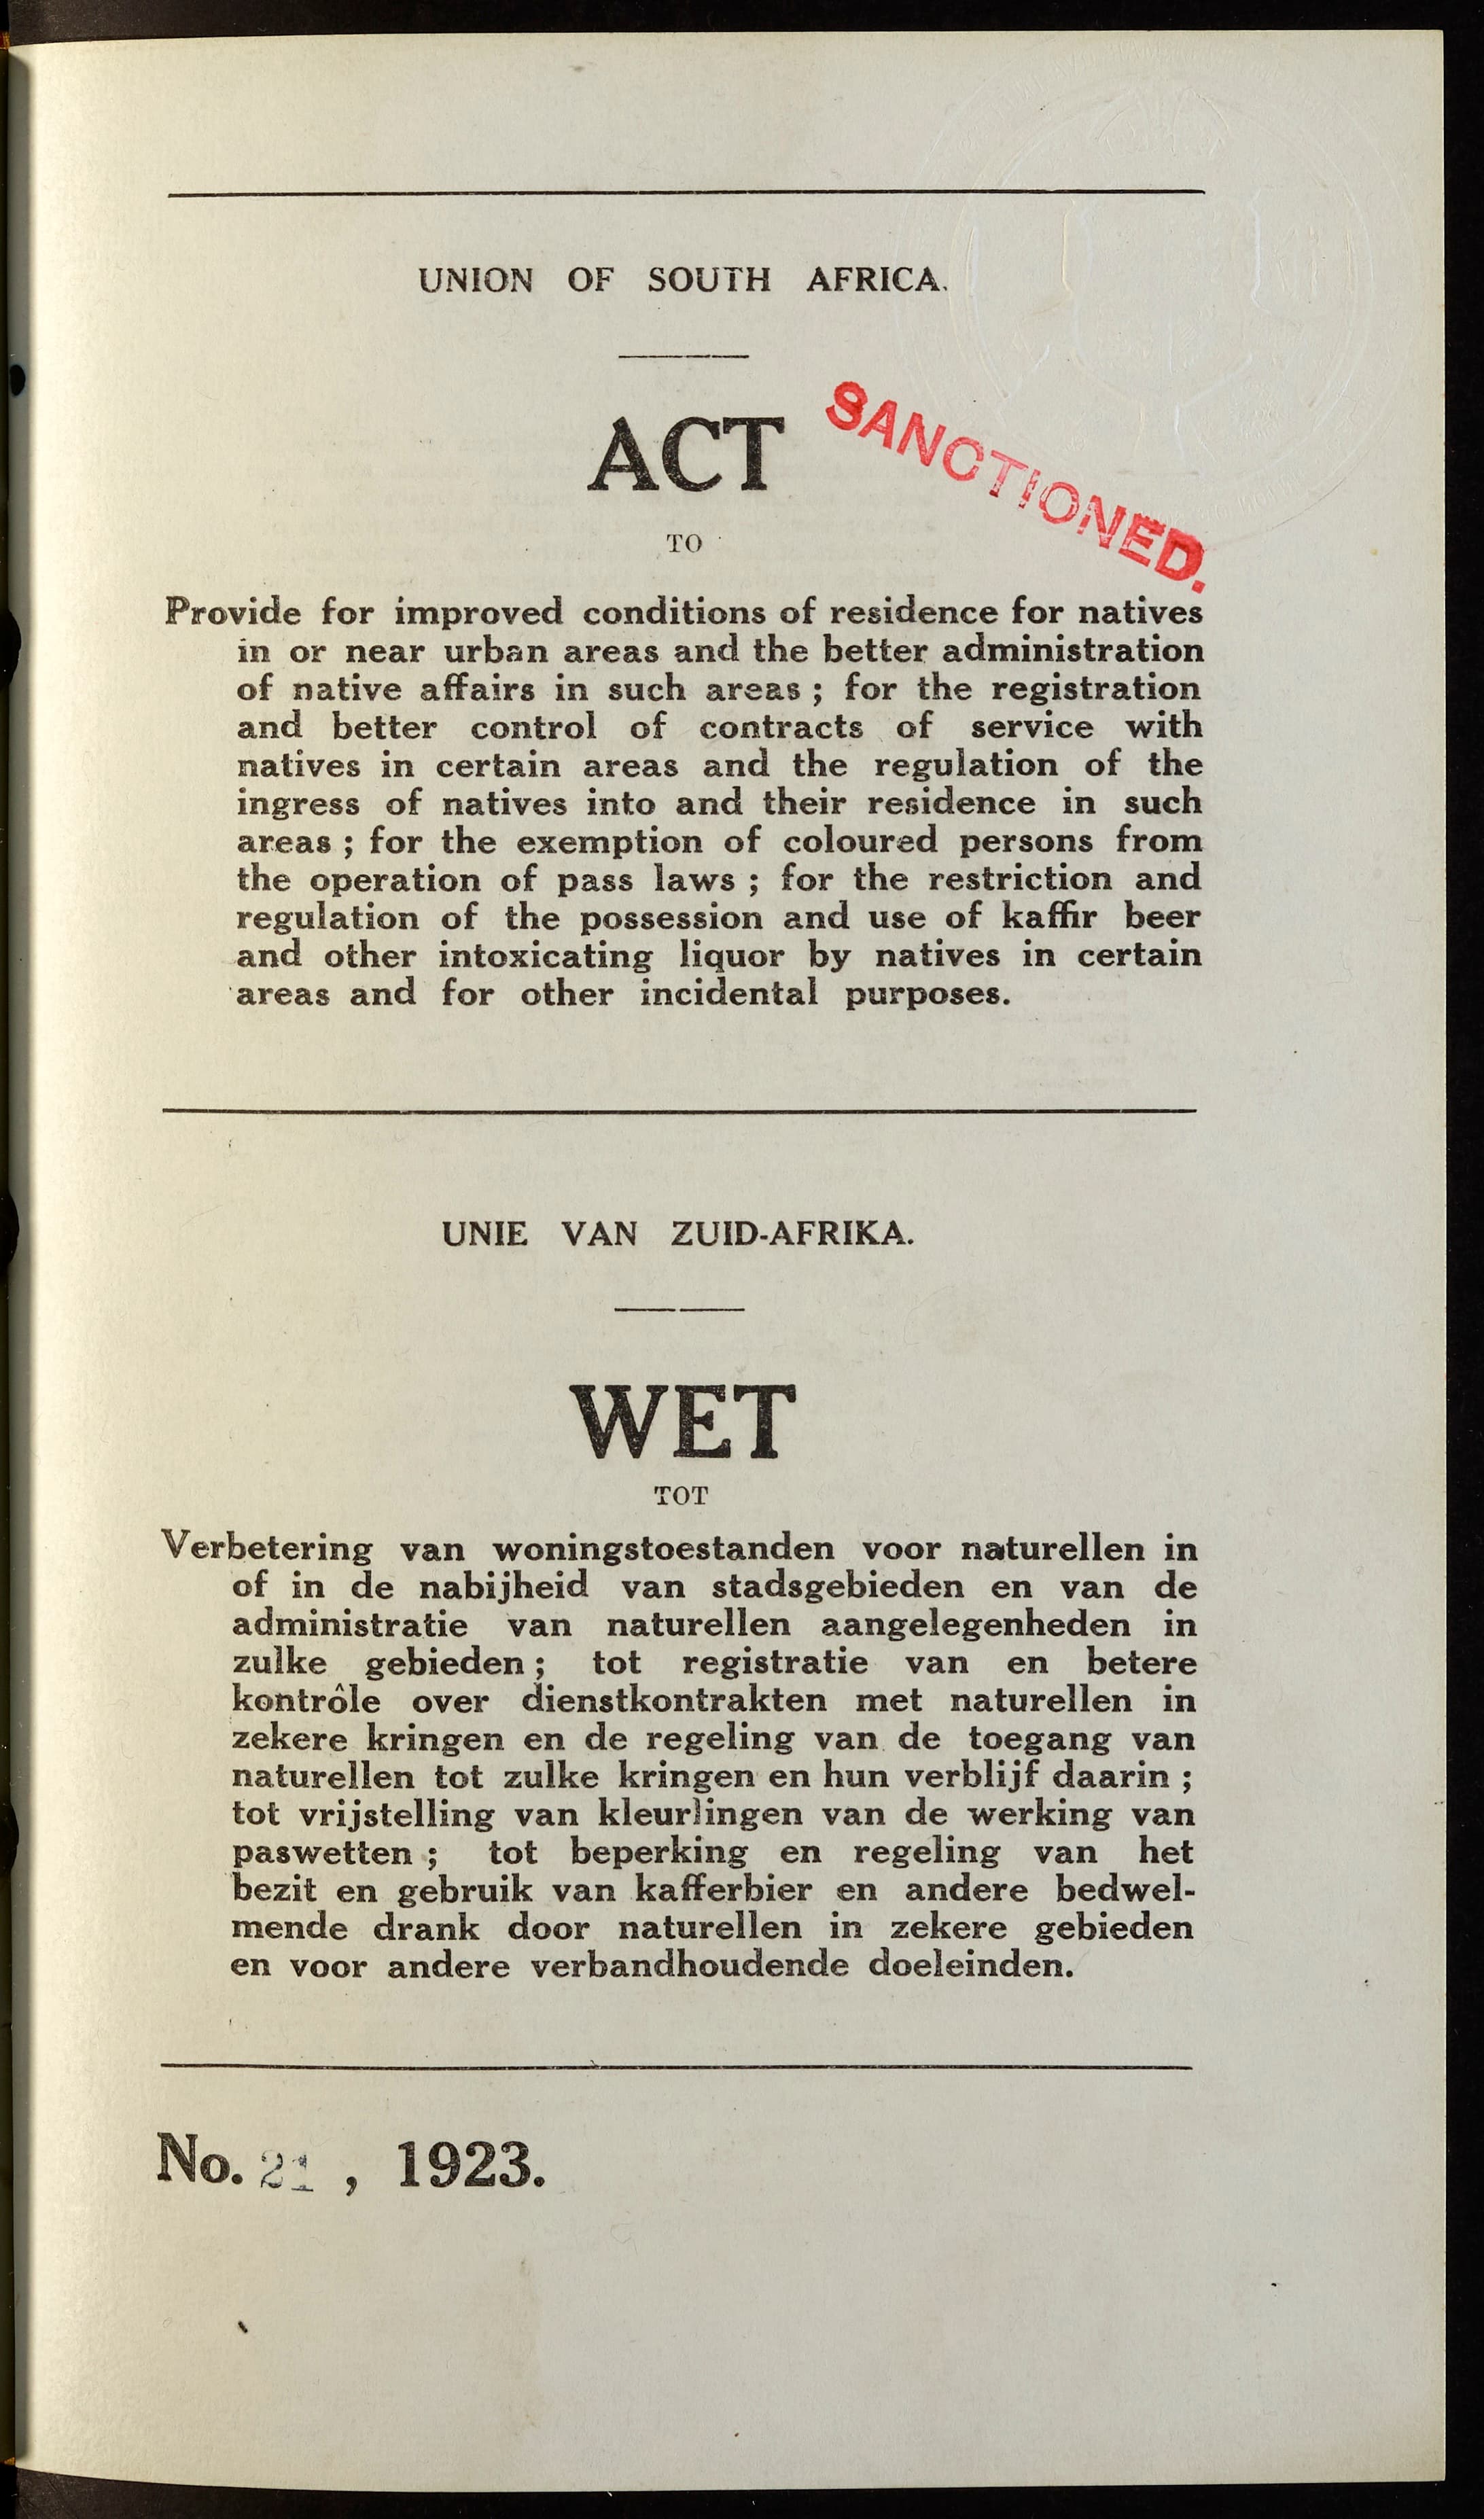 UNION OF SOUTH AFRICA.
ACT
SANCTIONED.
TO
Provide for improved conditions of residence for natives
in or near urban areas and the better administration
of native affairs in such areas ; for the registration
and better control of contracts of service with
natives in certain areas and the regulation of the
ingress of natives into and their residence in such
areas ; for the exemption of coloured persons from
the operation of pass laws ; for the restriction and
regulation of the possession and use of kaffir beer
and other intoxicating liquor by natives in certain
areas and for other incidental purposes.
UNIE VAN ZUID-AFRIKA.
WET
TOT
Verbetering van woningstoestanden voor naturellen in
of in de nabijheid van stadsgebieden en van de
administratie van naturellen aangelegenheden in
zulke gebieden ; tot registratie van en betere
kontrôle over dienstkontrakten met naturellen in
zekere kringen en de regeling van de toegang van
naturellen tot zulke kringen en hun verblijf daarin ;
tot vrijstelling van kleurlingen van de werking van
paswetten ; tot beperking en regeling van het
bezit en gebruik van kafferbier en andere bedwel-
mende drank door naturellen in zekere gebieden
en voor andere verbandhoudende doeleinden.
No. 21 , 1923.